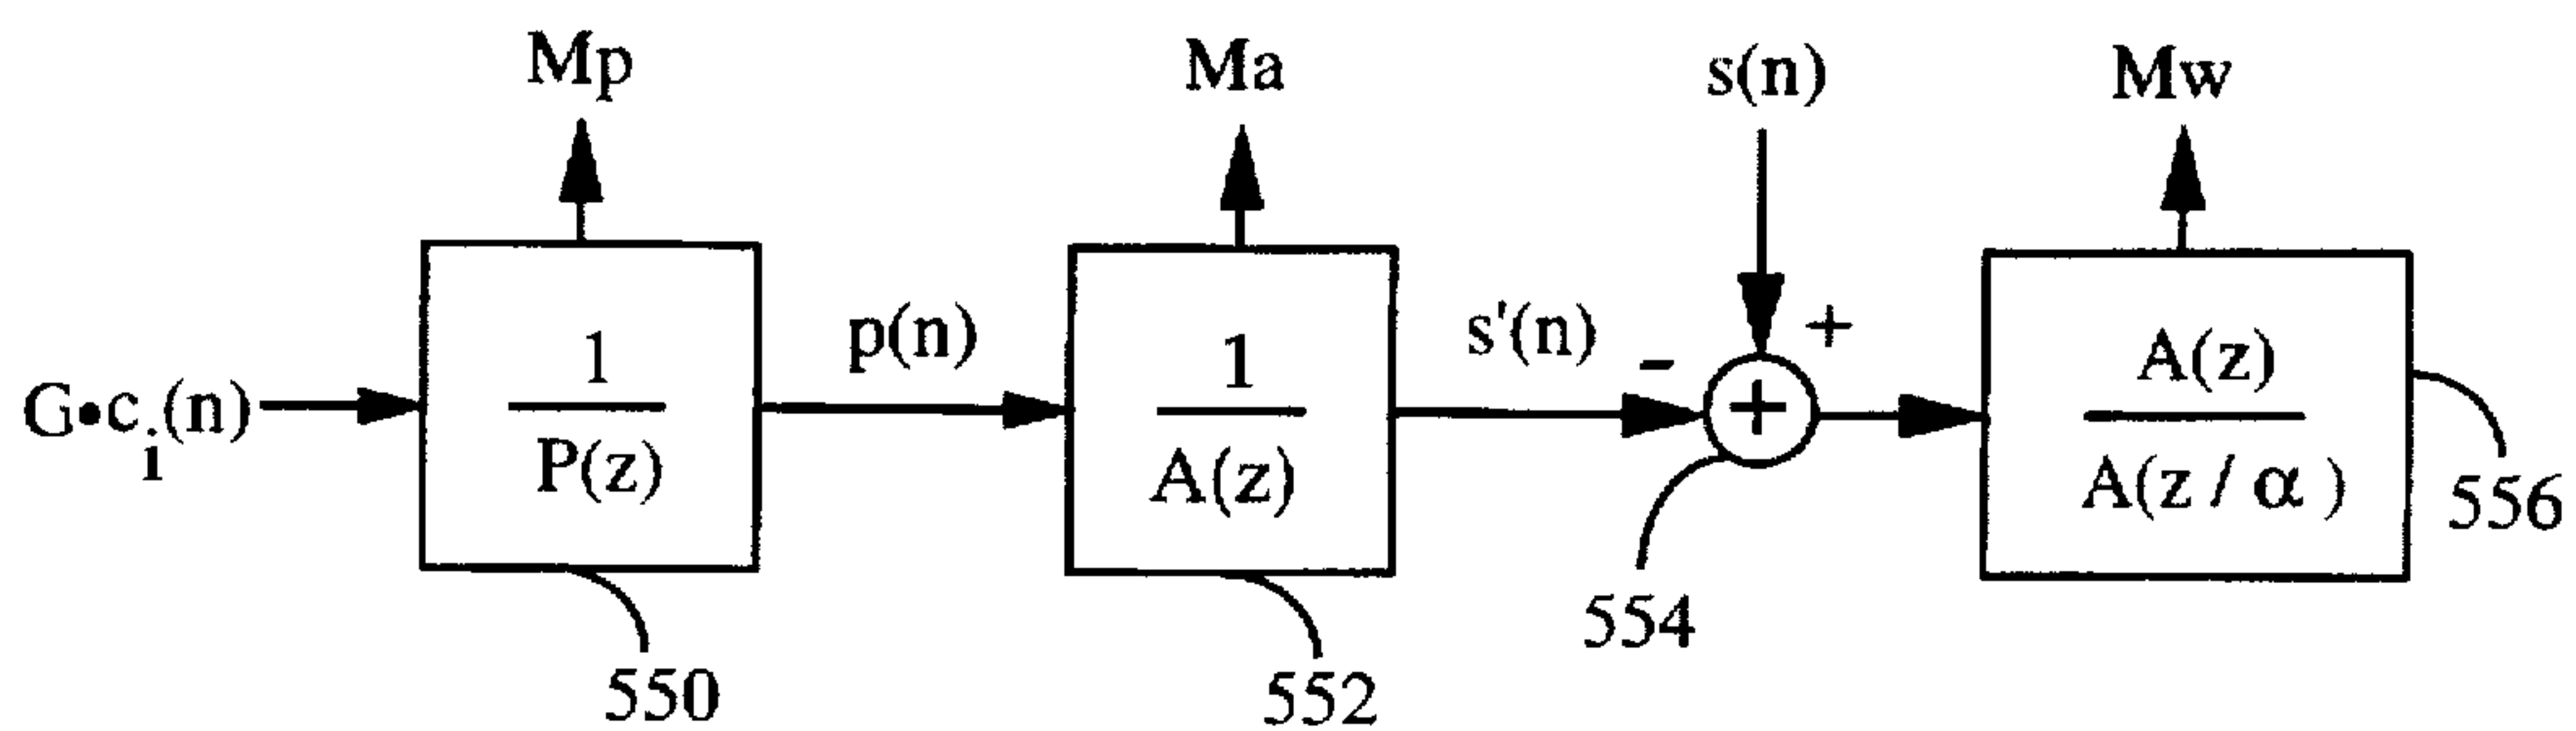 Mp
Ma
s(n)
Mw
G•c_i(n)
1
P(z)
p(n)
1
A(z)
s'(n)
-
+
+
A(z)
A(z / α )
550
552
554
556